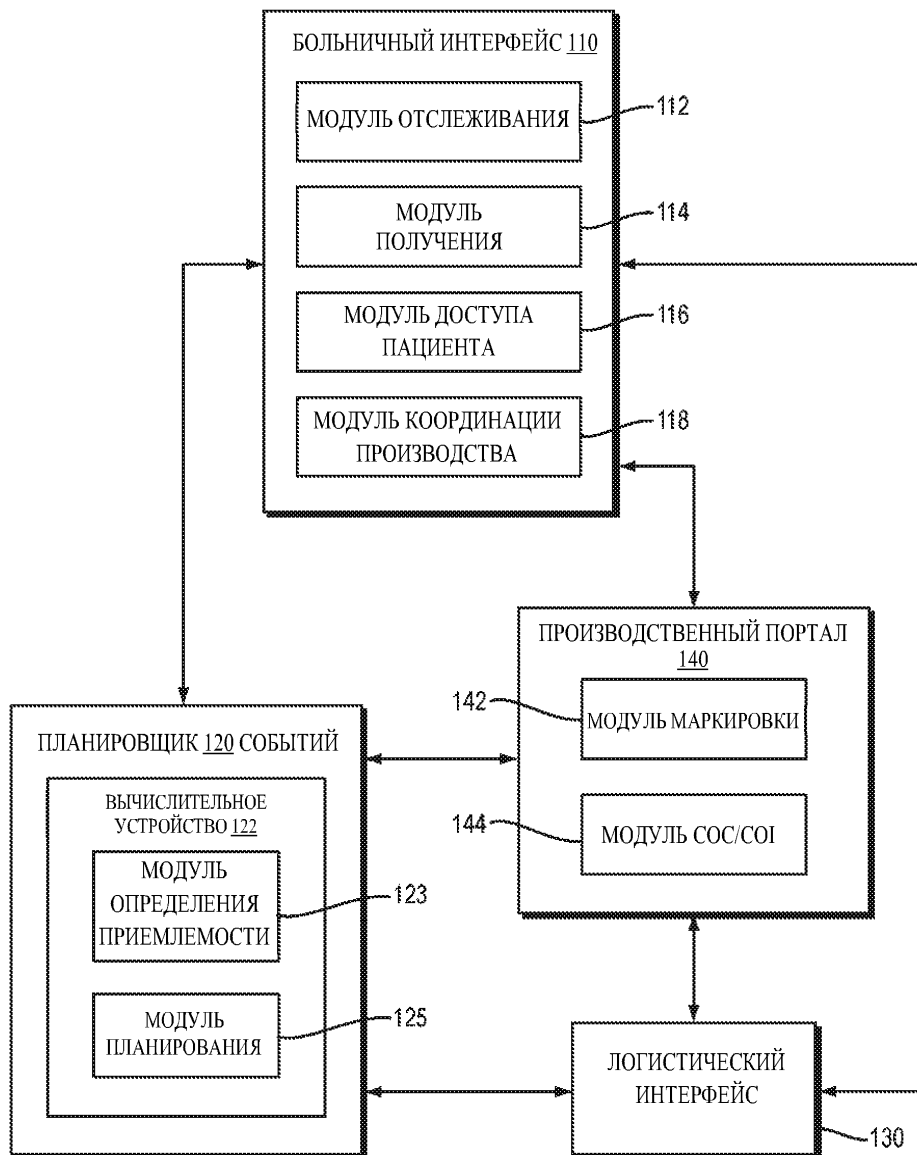 БОЛЬНИЧНЫЙ ИНТЕРФЕЙС 110
МОДУЛЬ ОТСЛЕЖИВАНИЯ
112
МОДУЛЬ
ПОЛУЧЕНИЯ
114
МОДУЛЬ ДОСТУПА
ПАЦИЕНТА
116
МОДУЛЬ КООРДИНАЦИИ
ПРОИЗВОДСТВА
118
ПРОИЗВОДСТВЕННЫЙ ПОРТАЛ
140
142
МОДУЛЬ МАРКИРОВКИ
144
МОДУЛЬ COC/COI
ПЛАНИРОВЩИК 120 СОБЫТИЙ
ВЫЧИСЛИТЕЛЬНОЕ
УСТРОЙСТВО 122
МОДУЛЬ
ОПРЕДЕЛЕНИЯ
ПРИЕМЛЕМОСТИ
123
МОДУЛЬ
ПЛАНИРОВАНИЯ
125
ЛОГИСТИЧЕСКИЙ
ИНТЕРФЕЙС
130